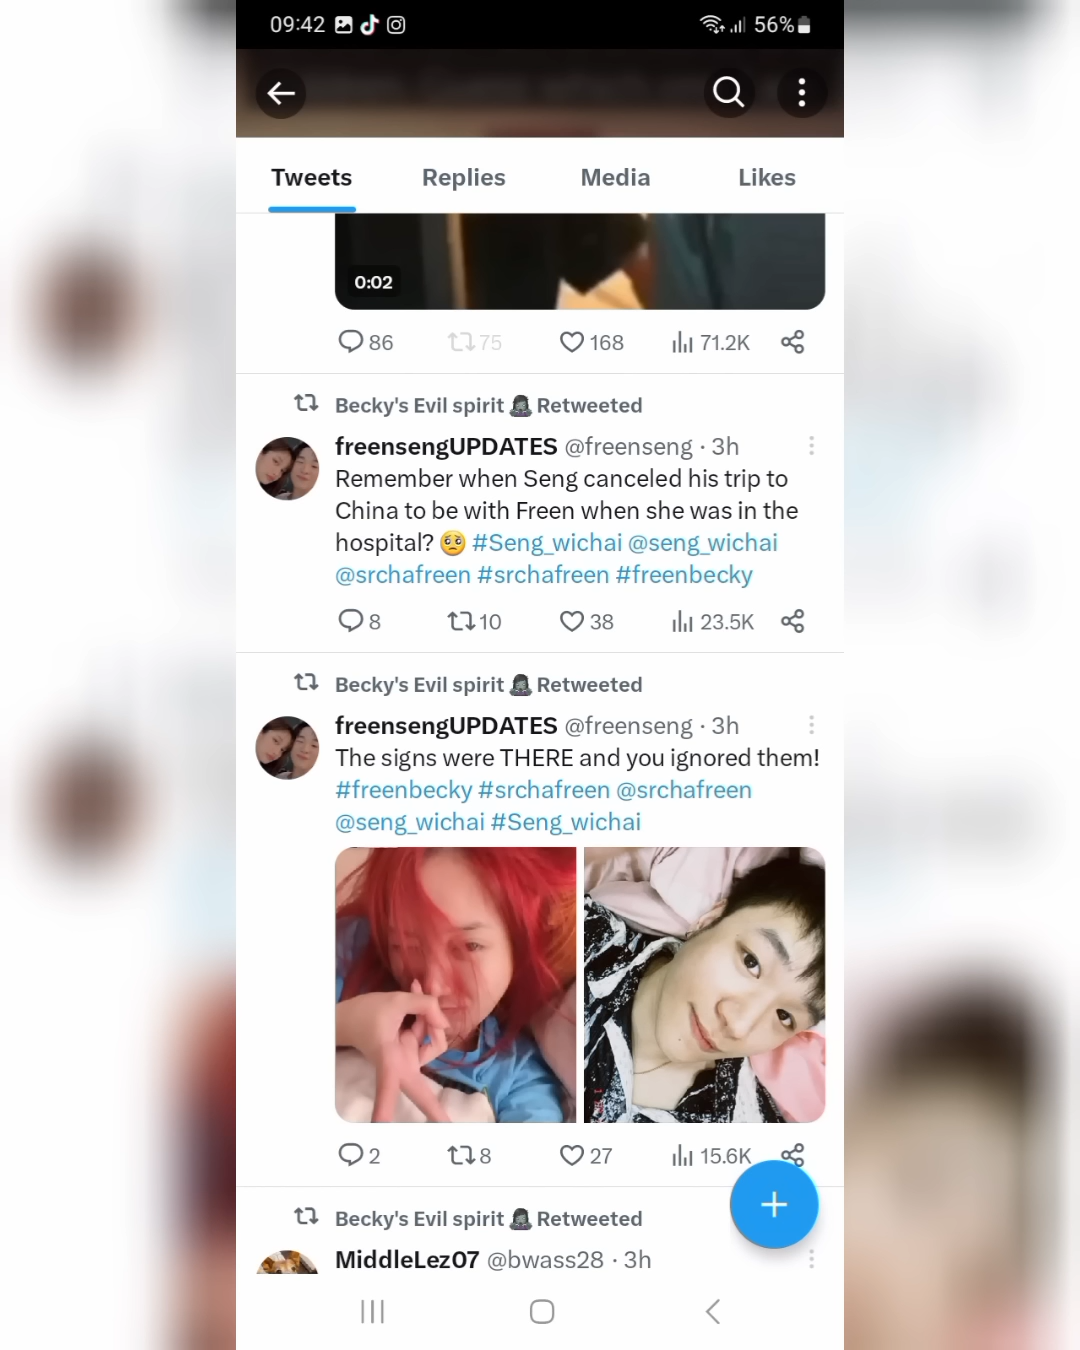 09:42 56%
Tweets Replies Media Likes
0:02
86 75 168 71.2K
Becky's Evil spirit Retweeted
freensengUPDATES @freenseng · 3h
Remember when Seng canceled his trip to
China to be with Freen when she was in the
hospital? 🥺 #Seng_wichai @seng_wichai
@srchafreen #srchafreen #freenbecky
8 10 38 23.5K
Becky's Evil spirit Retweeted
freensengUPDATES @freenseng · 3h
The signs were THERE and you ignored them!
#freenbecky #srchafreen @srchafreen
@seng_wichai #Seng_wichai
2 8 27 15.6K
Becky's Evil spirit Retweeted
MiddleLez07 @bwass28 · 3h